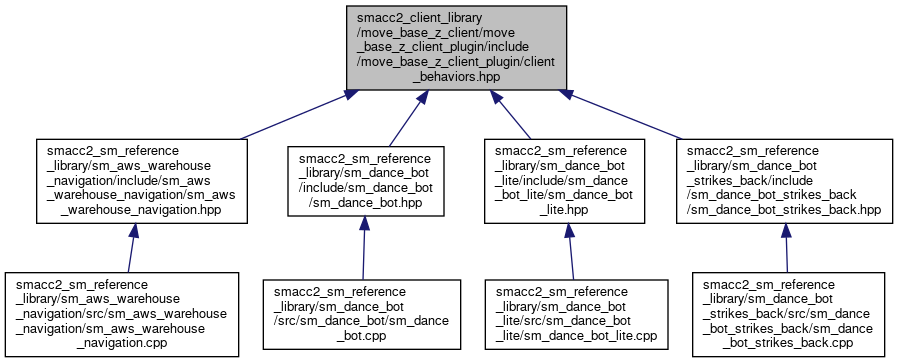 smacc2_client_library
/move_base_z_client/move
_base_z_client_plugin/include
/move_base_z_client_plugin/client
_behaviors.hpp
smacc2_sm_reference
_library/sm_aws_warehouse
_navigation/include/sm_aws
_warehouse_navigation/sm_aws
_warehouse_navigation.hpp
smacc2_sm_reference
_library/sm_dance_bot
/include/sm_dance_bot
/sm_dance_bot.hpp
smacc2_sm_reference
_library/sm_dance_bot
_lite/include/sm_dance
_bot_lite/sm_dance_bot
_lite.hpp
smacc2_sm_reference
_library/sm_dance_bot
_strikes_back/include
/sm_dance_bot_strikes_back
/sm_dance_bot_strikes_back.hpp
smacc2_sm_reference
_library/sm_aws_warehouse
_navigation/src/sm_aws_warehouse
_navigation/sm_aws_warehouse
_navigation.cpp
smacc2_sm_reference
_library/sm_dance_bot
/src/sm_dance_bot/sm_dance
_bot.cpp
smacc2_sm_reference
_library/sm_dance_bot
_lite/src/sm_dance_bot
_lite/sm_dance_bot_lite.cpp
smacc2_sm_reference
_library/sm_dance_bot
_strikes_back/src/sm_dance
_bot_strikes_back/sm_dance
_bot_strikes_back.cpp